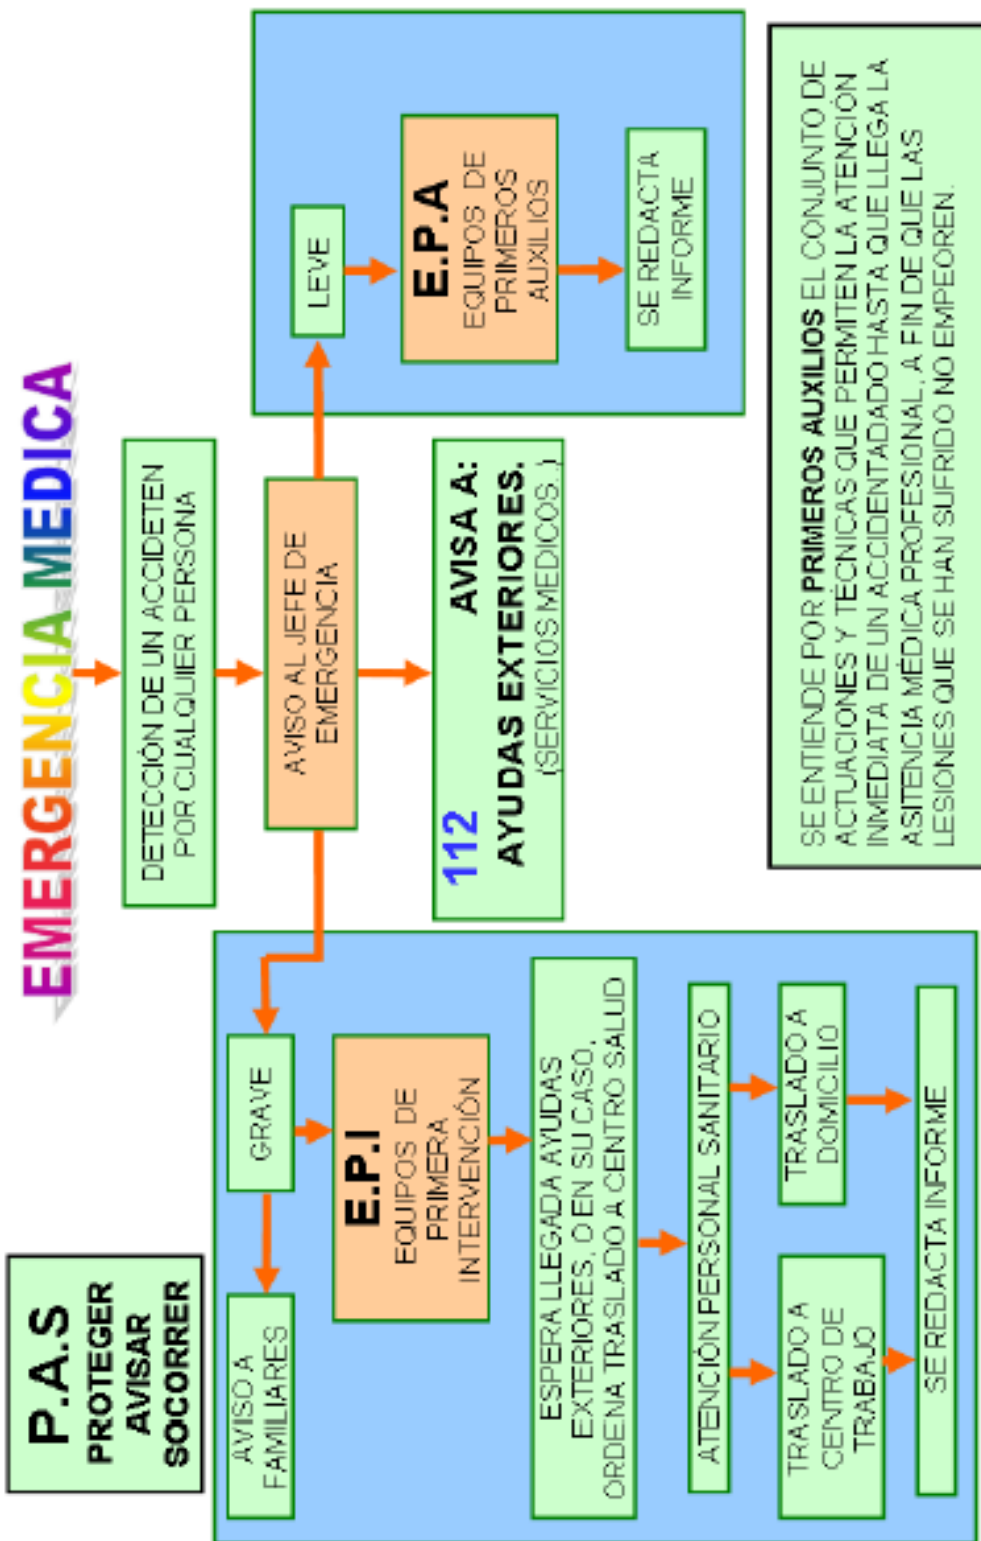 EMERGENCIA MEDICA
P.A.S
PROTEGER
AVISAR
SOCORRER
DETECCIÓN DE UN ACCIDETEN
POR CUALQUIER PERSONA
AVISO AL JEFE DE
EMERGENCIA
112 AVISA A:
AYUDAS EXTERIORES.
(SERVICIOS MEDICOS..)
AVISO A
FAMILIARES
GRAVE
E.P.I
EQUIPOS DE
PRIMERA
INTERVENCIÓN
ESPERA LLEGADA AYUDAS
EXTERIORES, O EN SU CASO,
ORDENA TRASLADO A CENTRO SALUD
ATENCIÓN PERSONAL SANITARIO
TRASLADO A
CENTRO DE
TRABAJO
TRASLADO A
DOMICILIO
SE REDACTA INFORME
LEVE
E.P.A
EQUIPOS DE
PRIMEROS
AUXILIOS
SE REDACTA
INFORME
SE ENTIENDE POR PRIMEROS AUXILIOS EL CONJUNTO DE
ACTUACIONES Y TÉCNICAS QUE PERMITEN LA ATENCIÓN
INMEDIATA DE UN ACCIDENTADADO HASTA QUE LLEGA LA
ASITENCIA MÉDICA PROFESIONAL, A FIN DE QUE LAS
LESIONES QUE SE HAN SUFRIDO NO EMPEOREN.